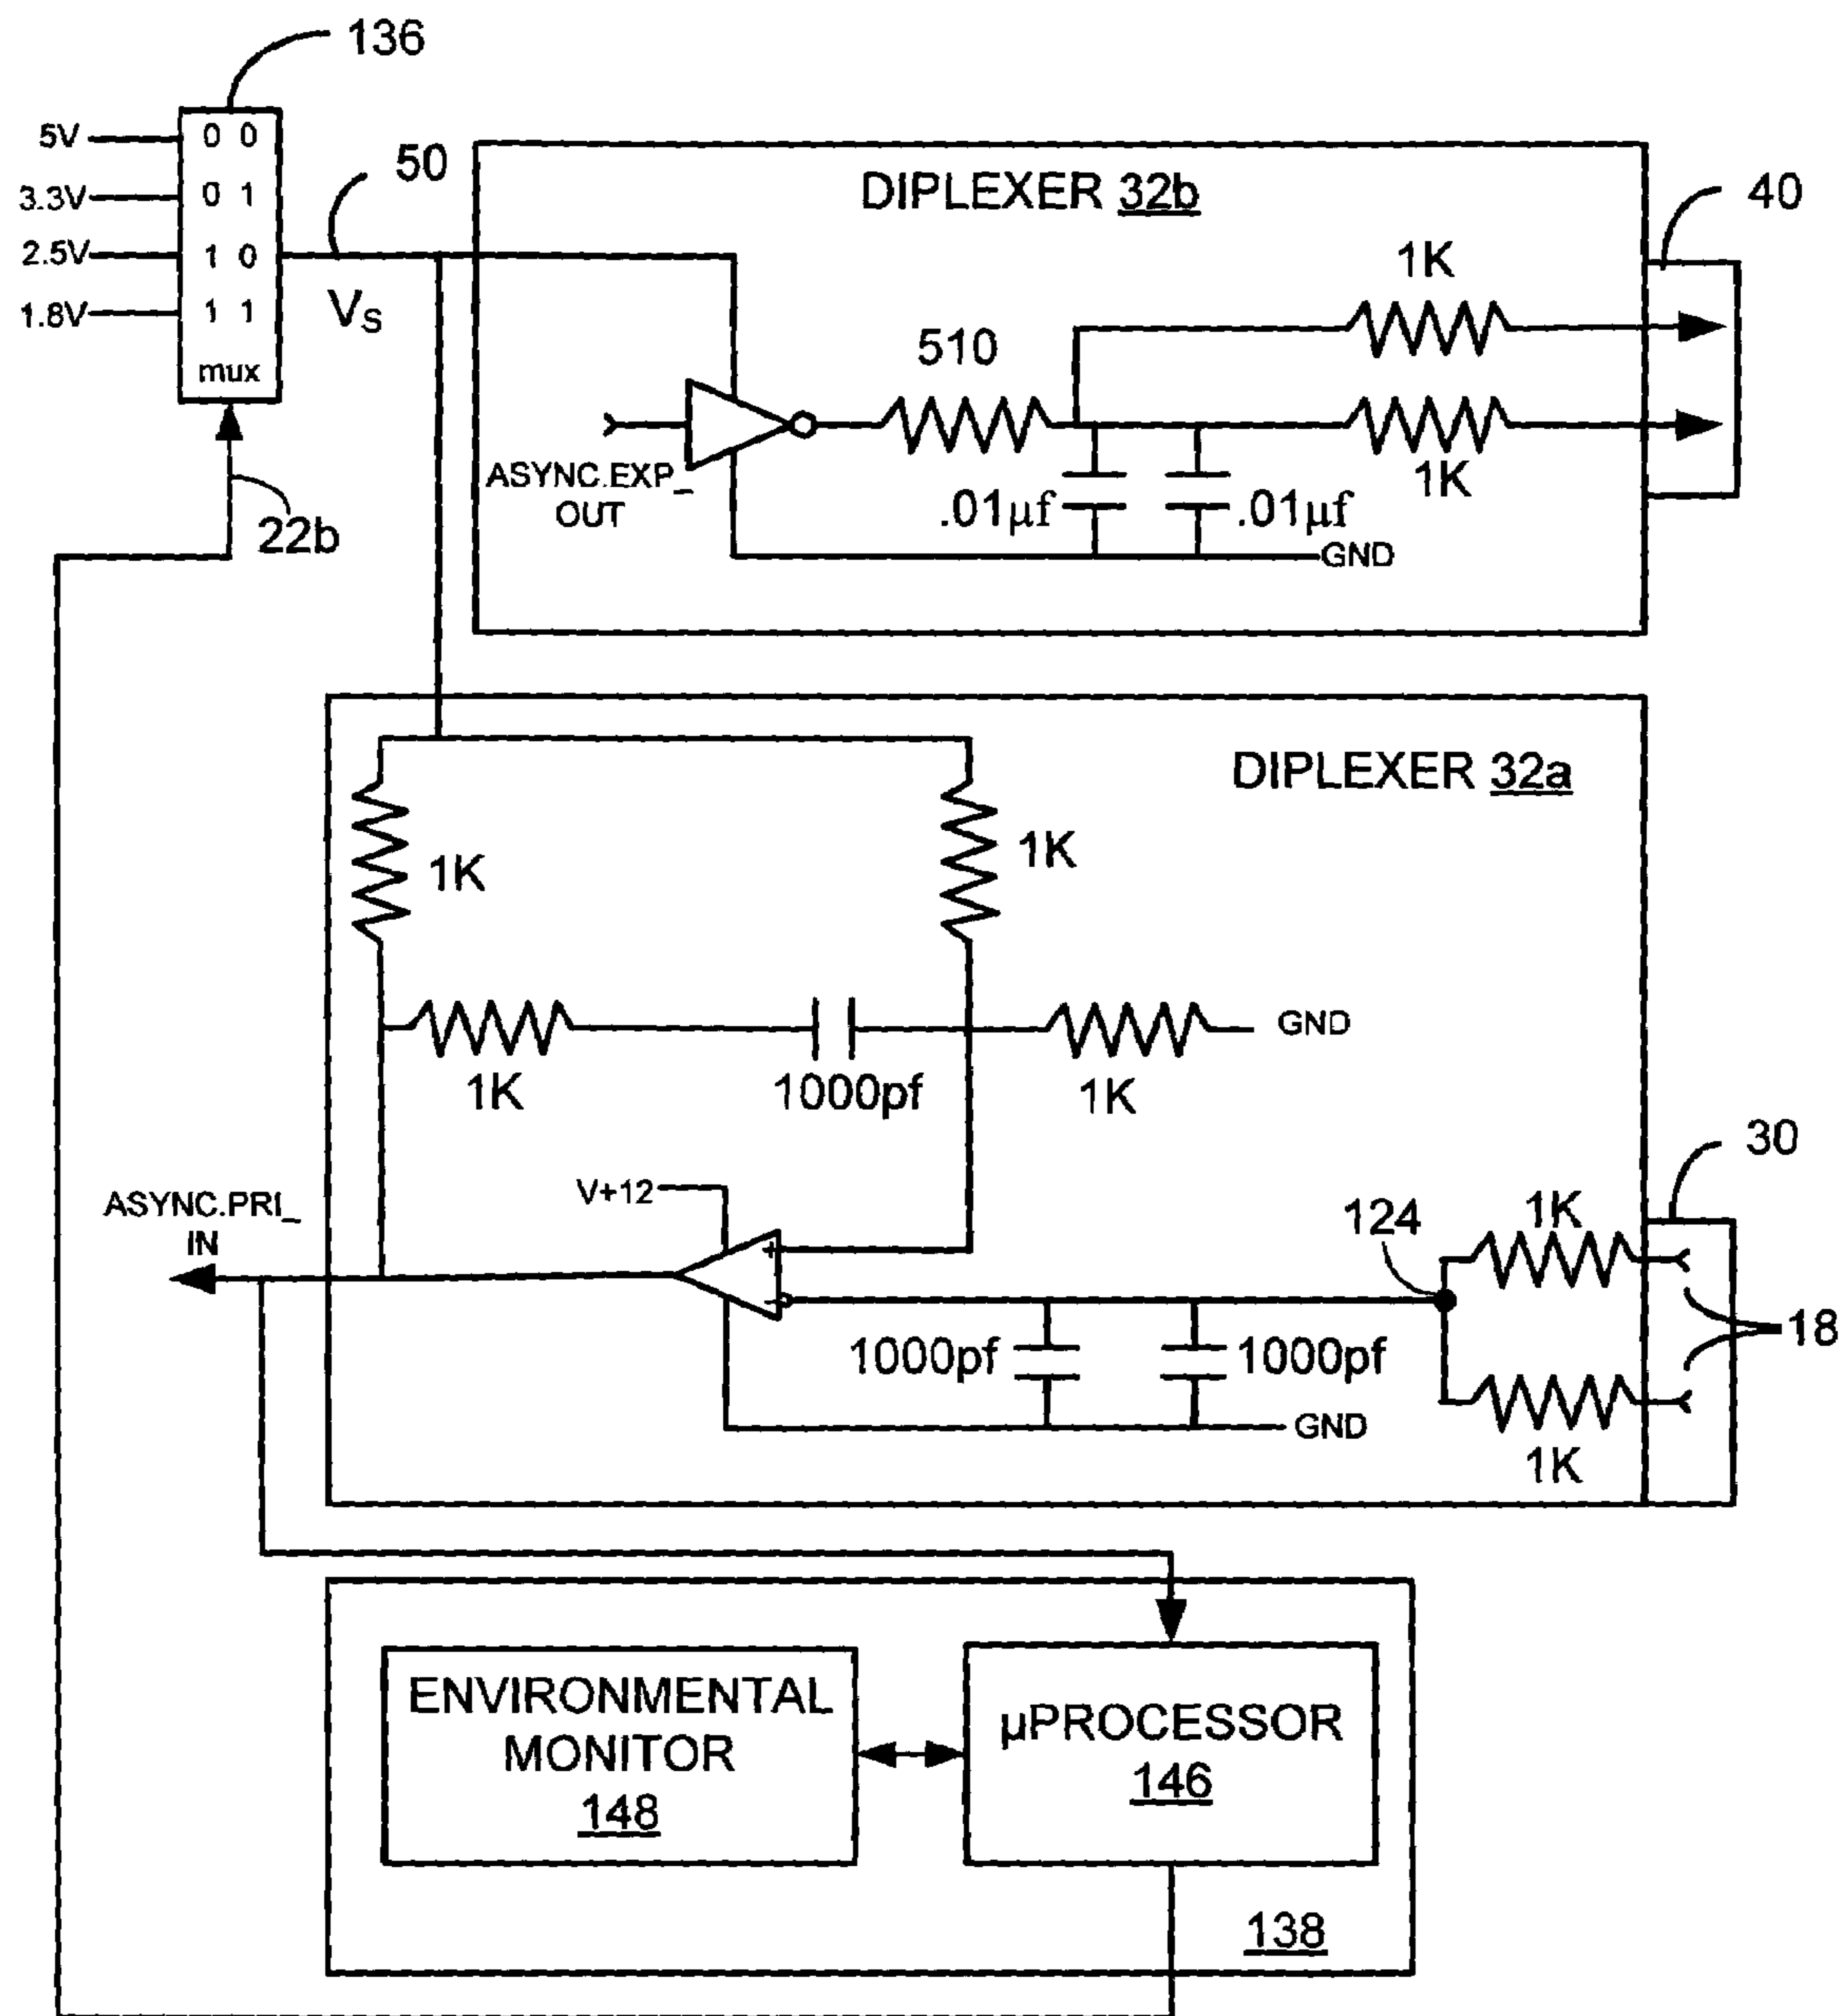 136
5V
0 0
3.3V
0 1
2.5V
1 0
1.8V
1 1
mux
50
V_S
22b
DIPLEXER 32b
40
1K
510
1K
ASYNC.EXP_
OUT
.01µf
.01µf
GND
DIPLEXER 32a
1K
1K
1K
1000pf
1K
GND
V+12
ASYNC.PRI_
IN
+
-
124
1K
30
18
1000pf
1000pf
GND
1K
ENVIRONMENTAL
MONITOR
148
µPROCESSOR
146
138